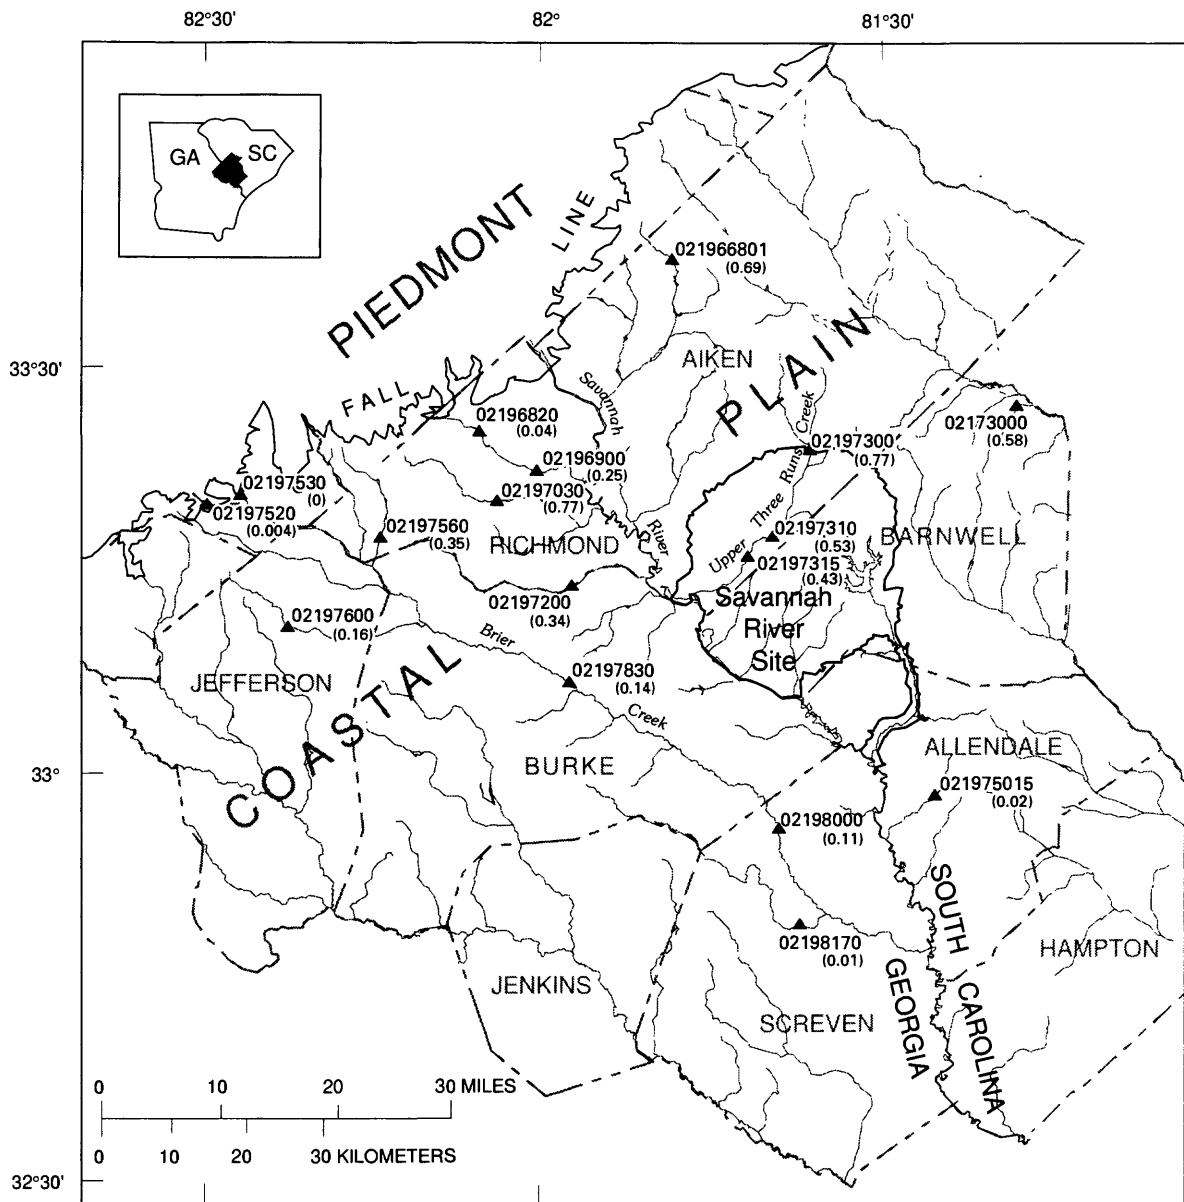 82°30' 82° 81°30'
GA SC
PIEDMONT
FALL LINE
COASTAL PLAIN
33°30'
33°
32°30'
021966801
(0.69)
AIKEN
Savannah River
02196820
(0.04)
02196900
(0.25)
02197030
(0.77)
RICHMOND
02173000
(0.58)
02197300
(0.77)
Upper Three Runs Creek
02197310
(0.53)
02197315
(0.43)
BARNWELL
02197530
(0)
02197520
(0.004)
02197560
(0.35)
02197200
(0.34)
Savannah
River
Site
02197600
(0.16)
JEFFERSON
Brier Creek
02197830
(0.14)
BURKE
ALLENDALE
021975015
(0.02)
02198000
(0.11)
02198170
(0.01)
SOUTH CAROLINA
GEORGIA
HAMPTON
JENKINS
SCREVEN
0 10 20 30 MILES
0 10 20 30 KILOMETERS